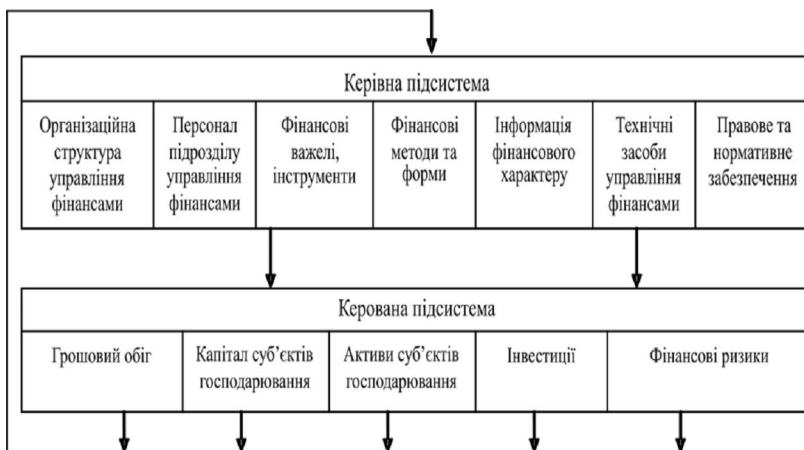 Керівна підсистема
Організаційна
структура
управління
фінансами
Персонал
підрозділу
управління
фінансами
Фінансові
важелі,
інструменти
Фінансові
методи та
форми
Інформація
фінансового
характеру
Технічні
засоби
управління
фінансами
Правове та
нормативне
забезпечення
Керована підсистема
Грошовий обіг
Капітал суб’єктів
господарювання
Активи суб’єктів
господарювання
Інвестиції
Фінансові ризики